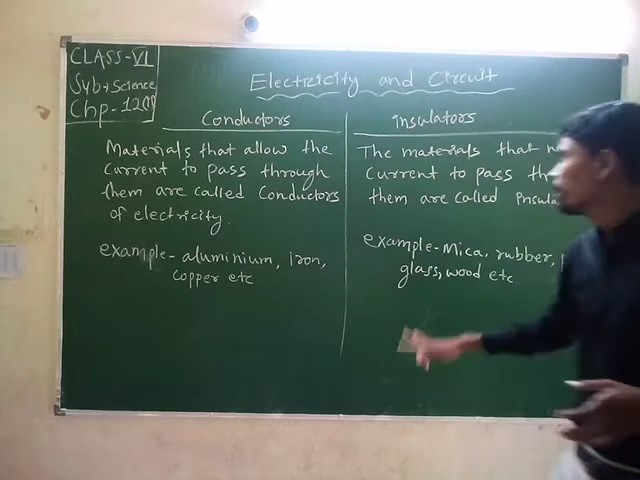 CLASS-VI
Sub→Science
Chp-12(
Electricity and Circuit
Conductors
Materials that allow the
current to pass through
them are called Conductors
of electricity.
example- aluminium, iron,
copper etc
insulators
The materials that
current to pass
them are called
example- Mica, rubber,
glass, wood etc